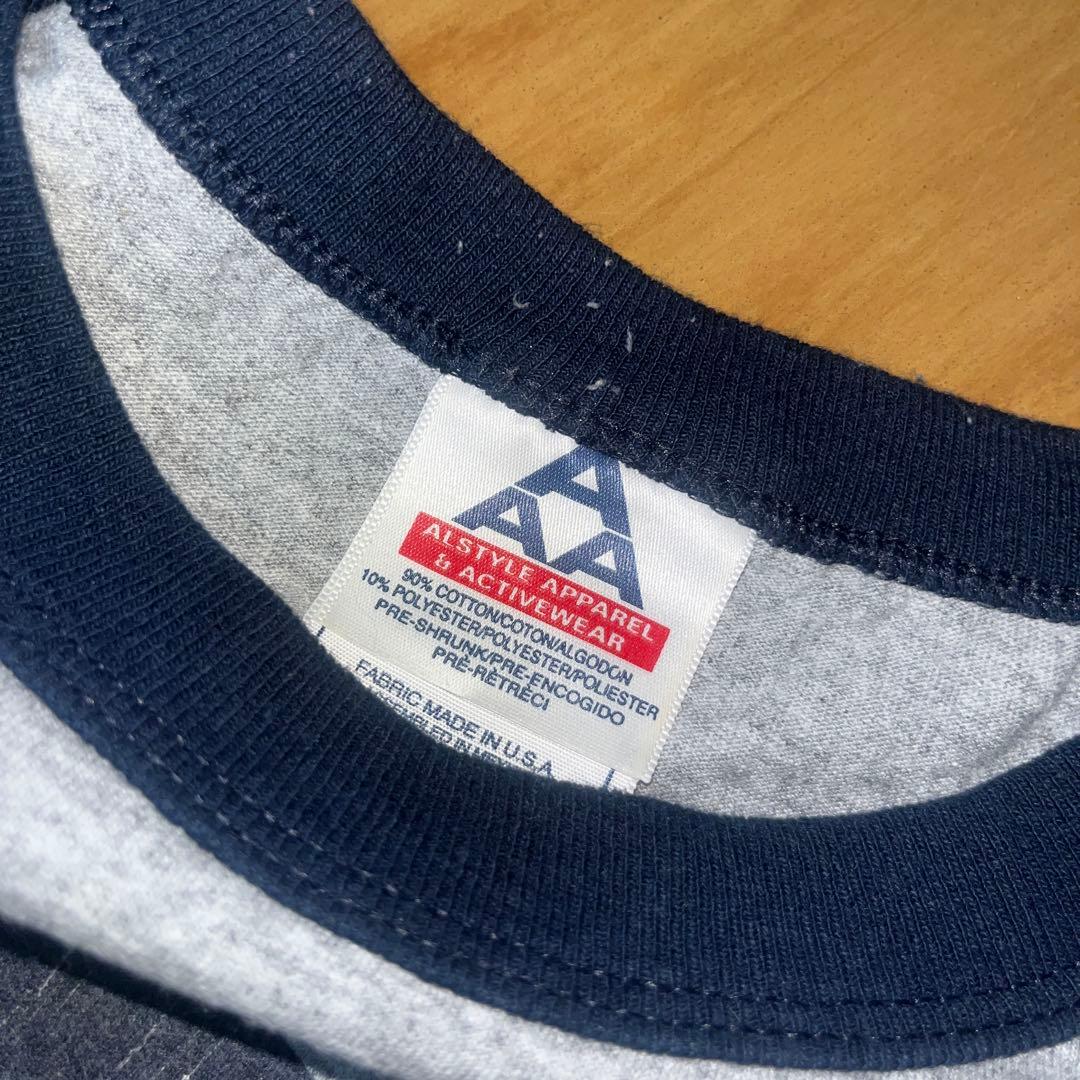 A
A A
ALSTYLE APPAREL
& ACTIVEWEAR
90% COTTON/COTON/ALGODON
10% POLYESTER/POLYESTER/POLIESTER
PRE-SHRUNK/PRE-ENCOGIDO
PRÉ-RÉTRÉCI
FABRIC MADE IN U.S.A
IN